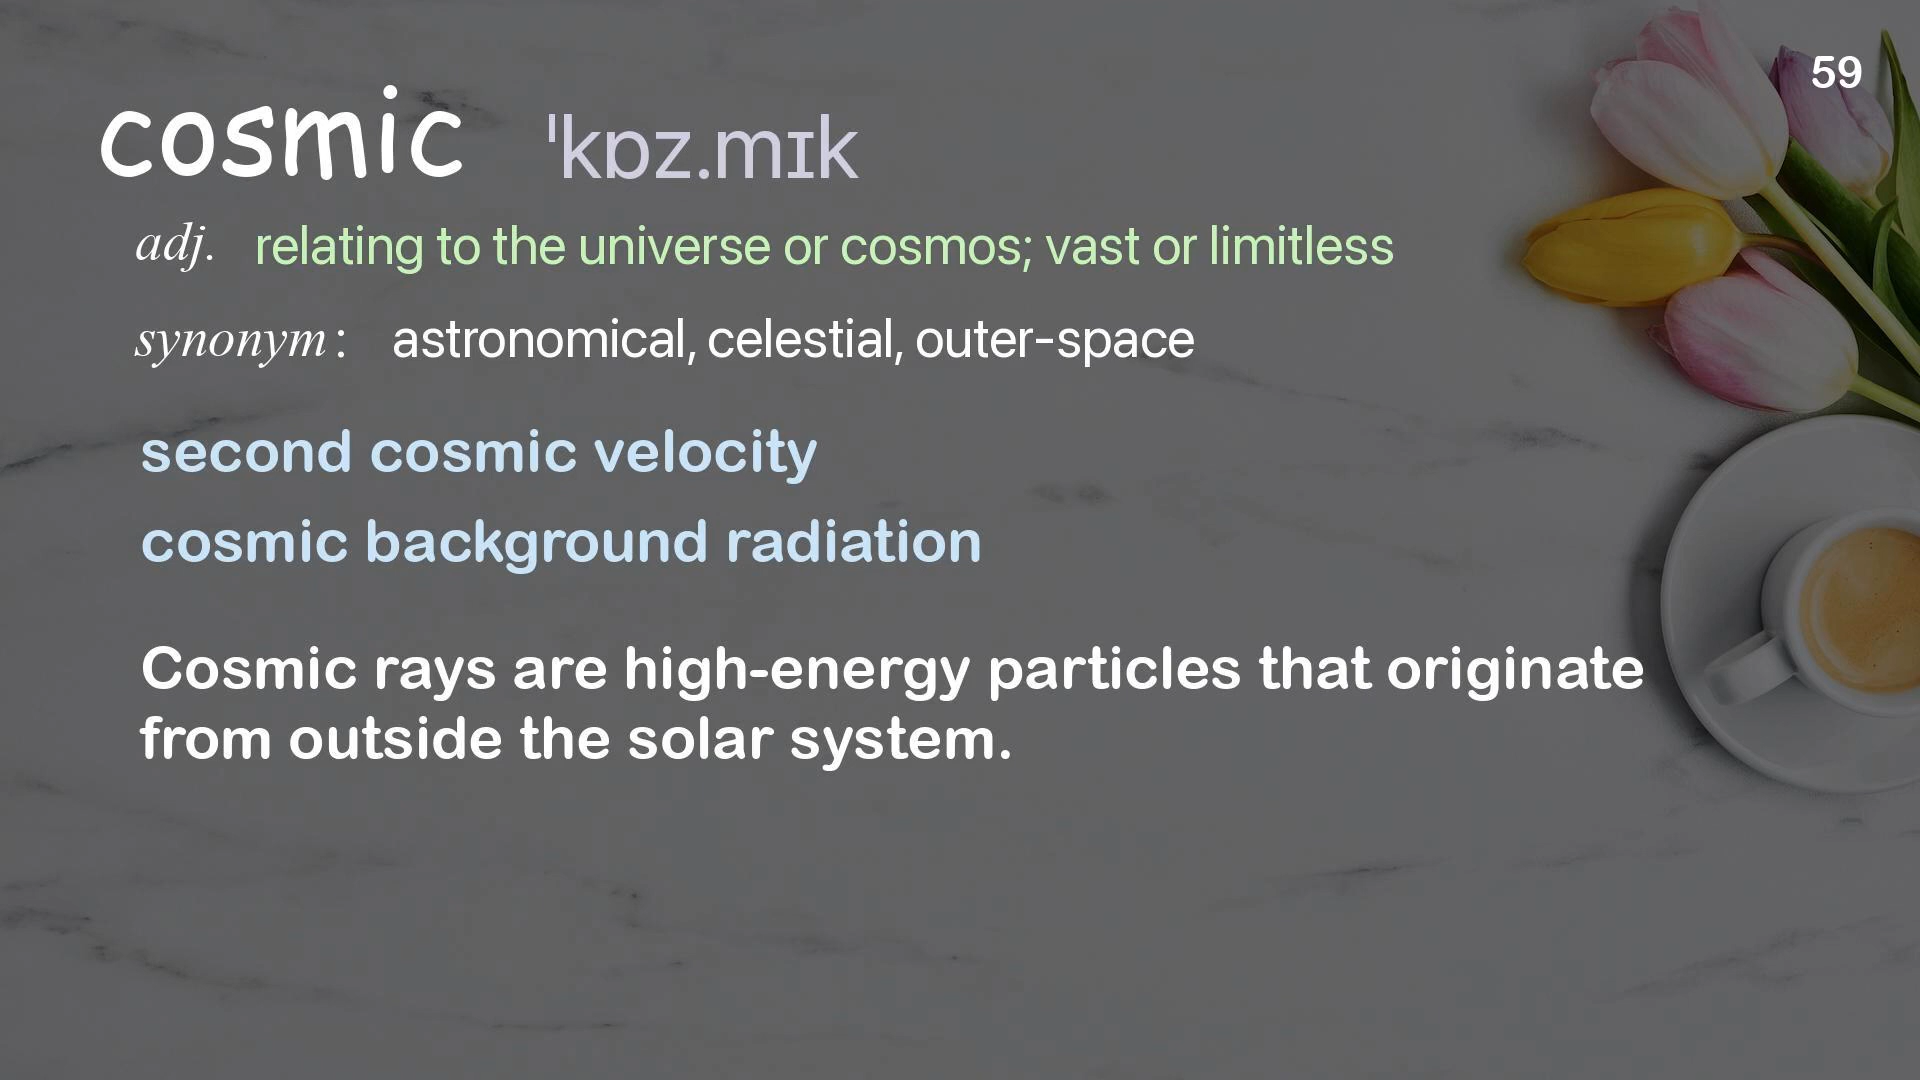 59
cosmic ˈkɒz.mɪk
adj. relating to the universe or cosmos; vast or limitless
synonym : astronomical, celestial, outer-space
second cosmic velocity
cosmic background radiation
Cosmic rays are high-energy particles that originate
from outside the solar system.